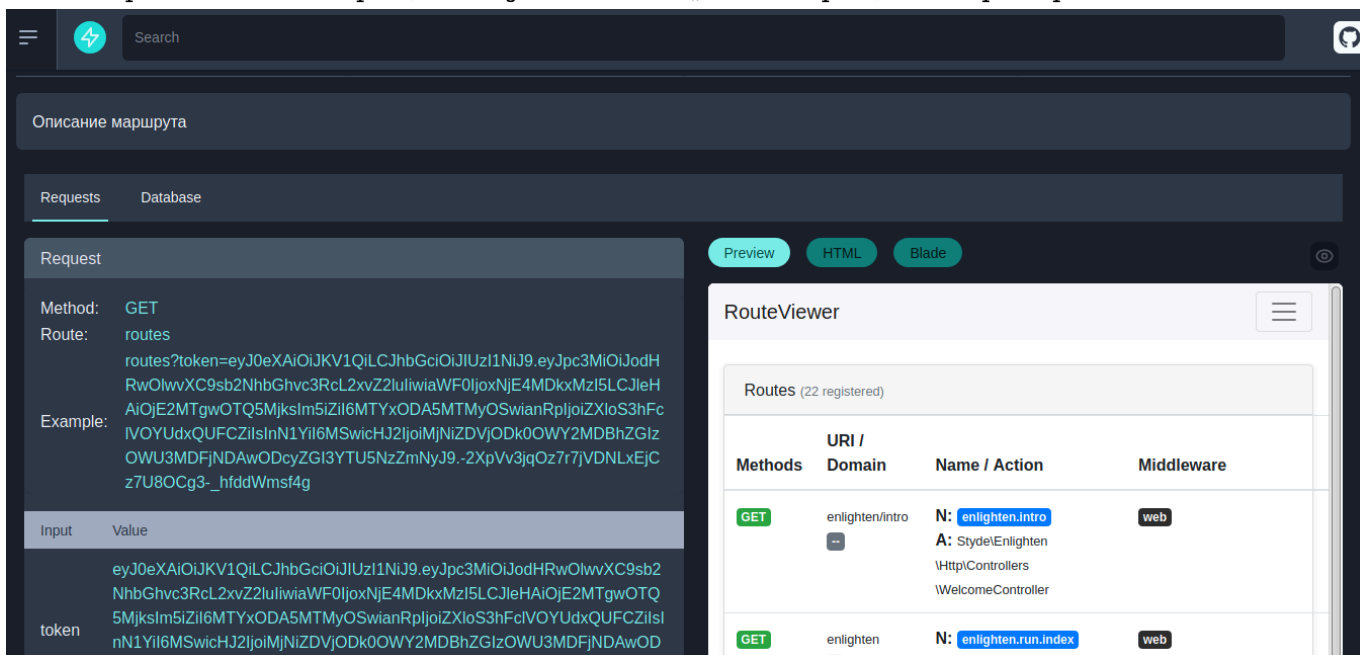 Search
Описание маршрута
Requests Database
Request
Method: GET
Route: routes
Example:
routes?token=eyJ0eXAiOiJKV1QiLCJhbGciOiJIUzI1NiJ9.eyJpc3MiOiJodH
RwOlwvXC9sb2NhbGhvc3RcL2xvZ2luIiwiaWF0IjoxNjE4MDkxMzI5LCJleH
AiOjE2MTgwOTQ5MjksIm5iZiI6MTYxODA5MTMyOSwianRpIjoiZXloS3hFc
lVOYUdxQUFCZiIsInN1YiI6MSwicHJ2IjoiMjNiZDVjODk0OWY2MDBhZGIz
OWU3MDFjNDAwODcyZGI3YTU5NzZmNyJ9.-2XpVv3jqOz7r7jVDNLxEjC
z7U8OCg3-_hfddWmsf4g
Input Value
token
eyJ0eXAiOiJKV1QiLCJhbGciOiJIUzI1NiJ9.eyJpc3MiOiJodHRwOlwvXC9sb2
NhbGhvc3RcL2xvZ2luIiwiaWF0IjoxNjE4MDkxMzI5LCJleHAiOjE2MTgwOTQ
5MjksIm5iZiI6MTYxODA5MTMyOSwianRpIjoiZXloS3hFclVOYUdxQUFCZiIsI
nN1YiI6MSwicHJ2IjoiMjNiZDVjODk0OWY2MDBhZGIzOWU3MDFjNDAwOD
Preview HTML Blade
RouteViewer
Routes (22 registered)
Methods URI / Domain Name / Action Middleware
GET enlighten/intro N: enlighten.intro web
-- A: Styde\Enlighten
\Http\Controllers
\WelcomeController
GET enlighten N: enlighten.run.index web